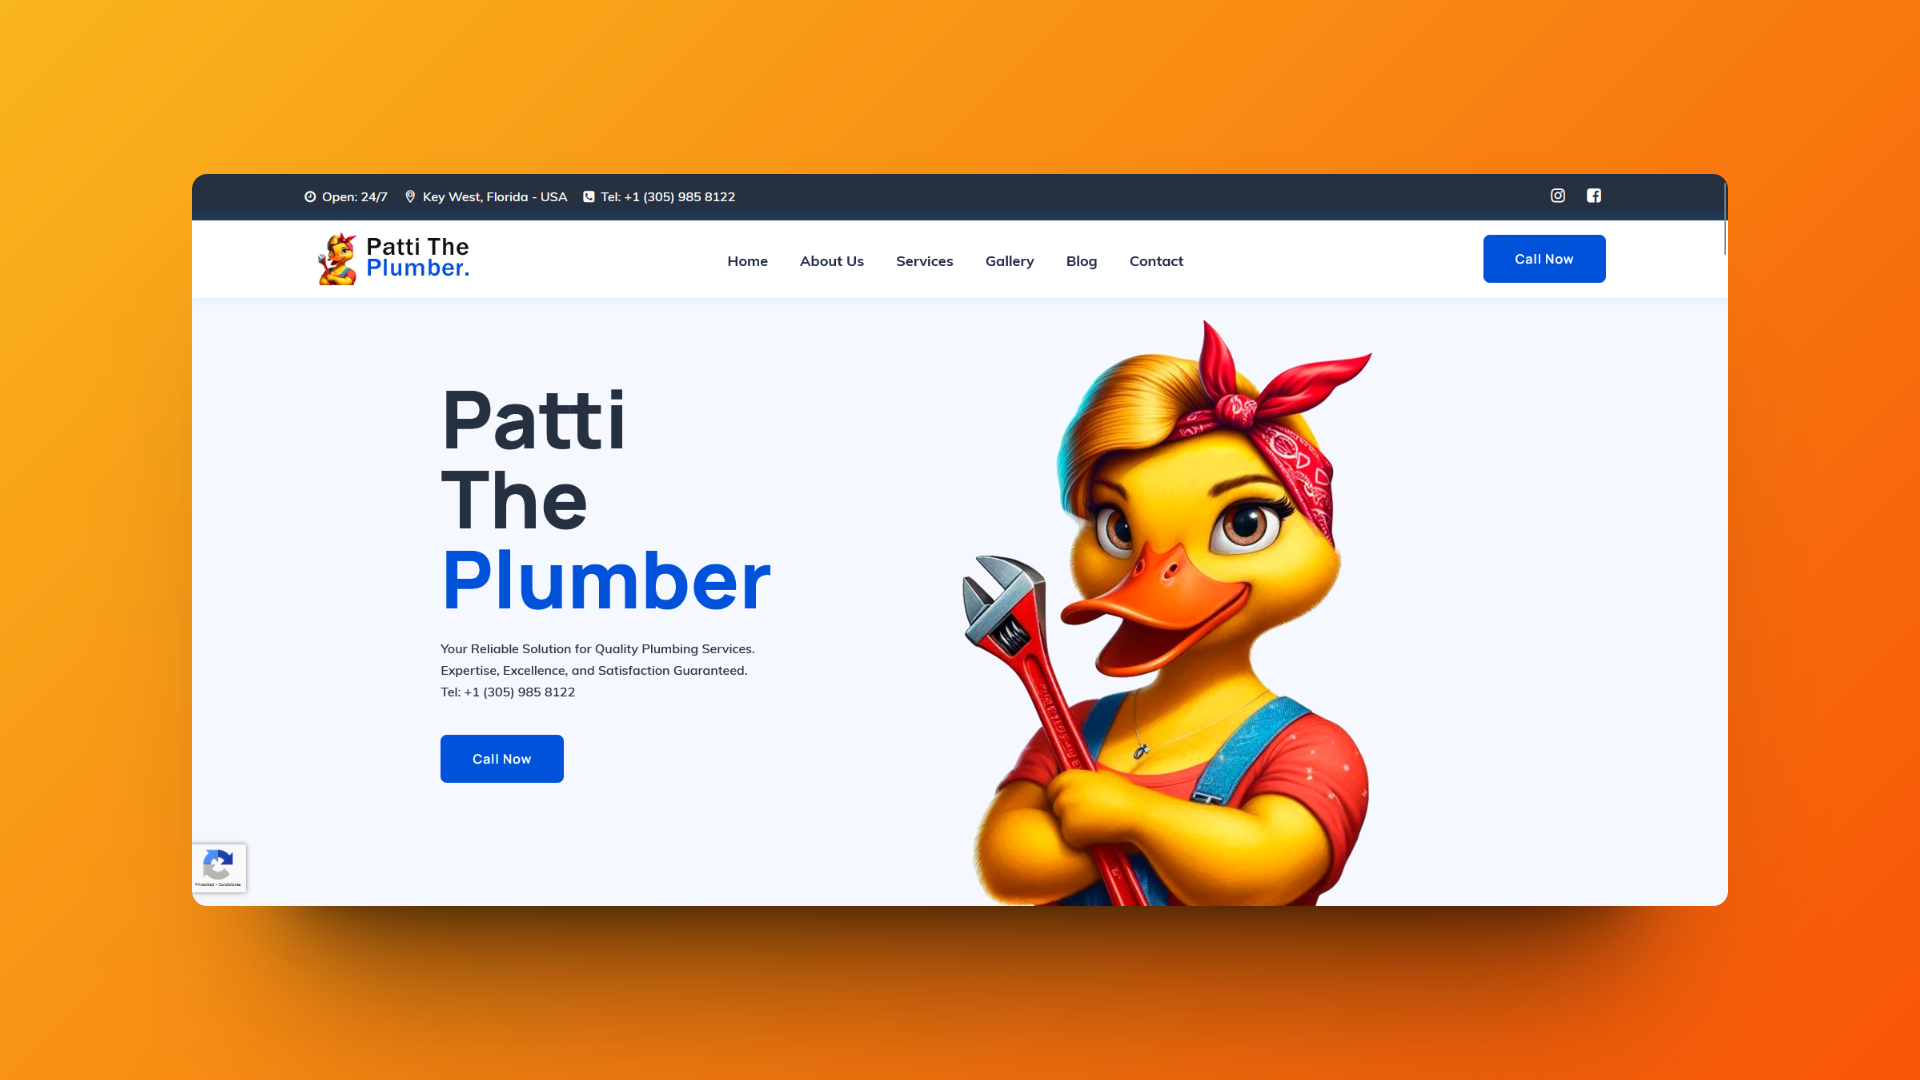 Open: 24/7
Key West, Florida - USA
Tel: +1 (305) 985 8122
Patti The
Plumber.
Home
About Us
Services
Gallery
Blog
Contact
Call Now
Patti
The
Plumber
Your Reliable Solution for Quality Plumbing Services.
Expertise, Excellence, and Satisfaction Guaranteed.
Tel: +1 (305) 985 8122
Call Now